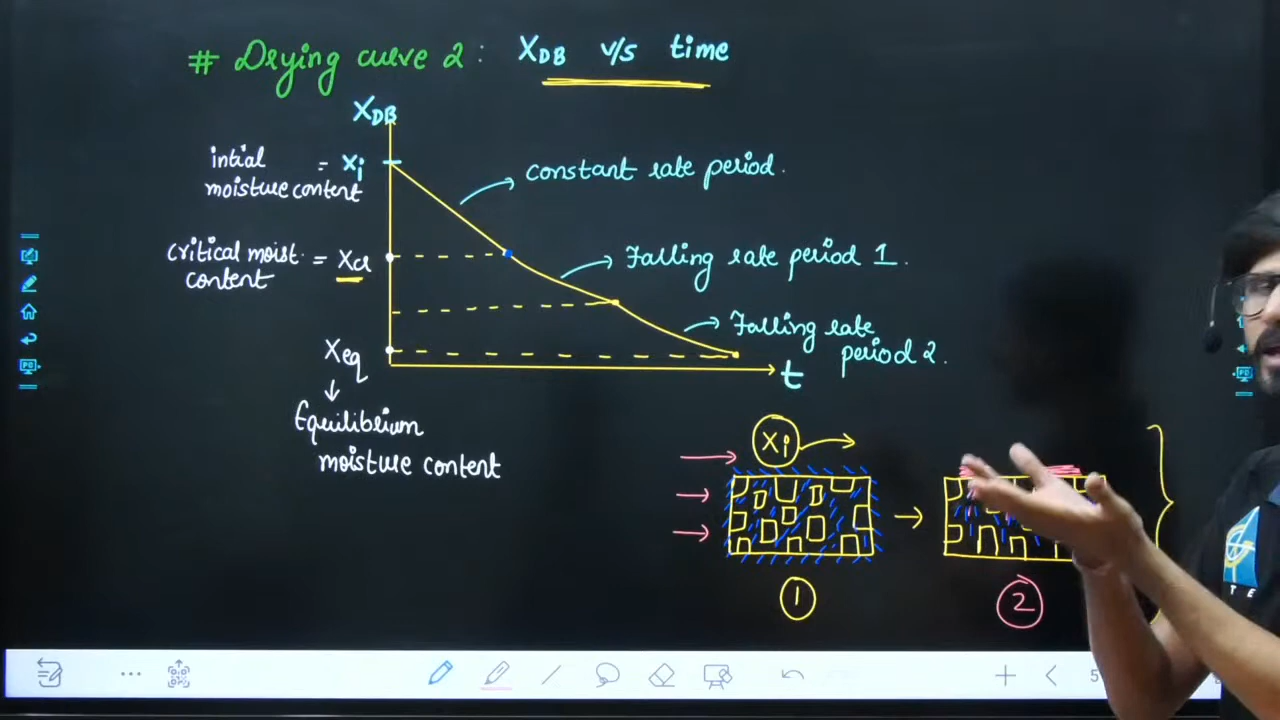 # Drying curve 2 : XDB v/s time
XDB
intial
moisture content
= Xi
constant rate period.
critical moist.
content
= Xcr
Falling rate period 1.
Falling rate
period 2.
Xeq
t
Equilibrium
moisture content
Xi
1
2
5